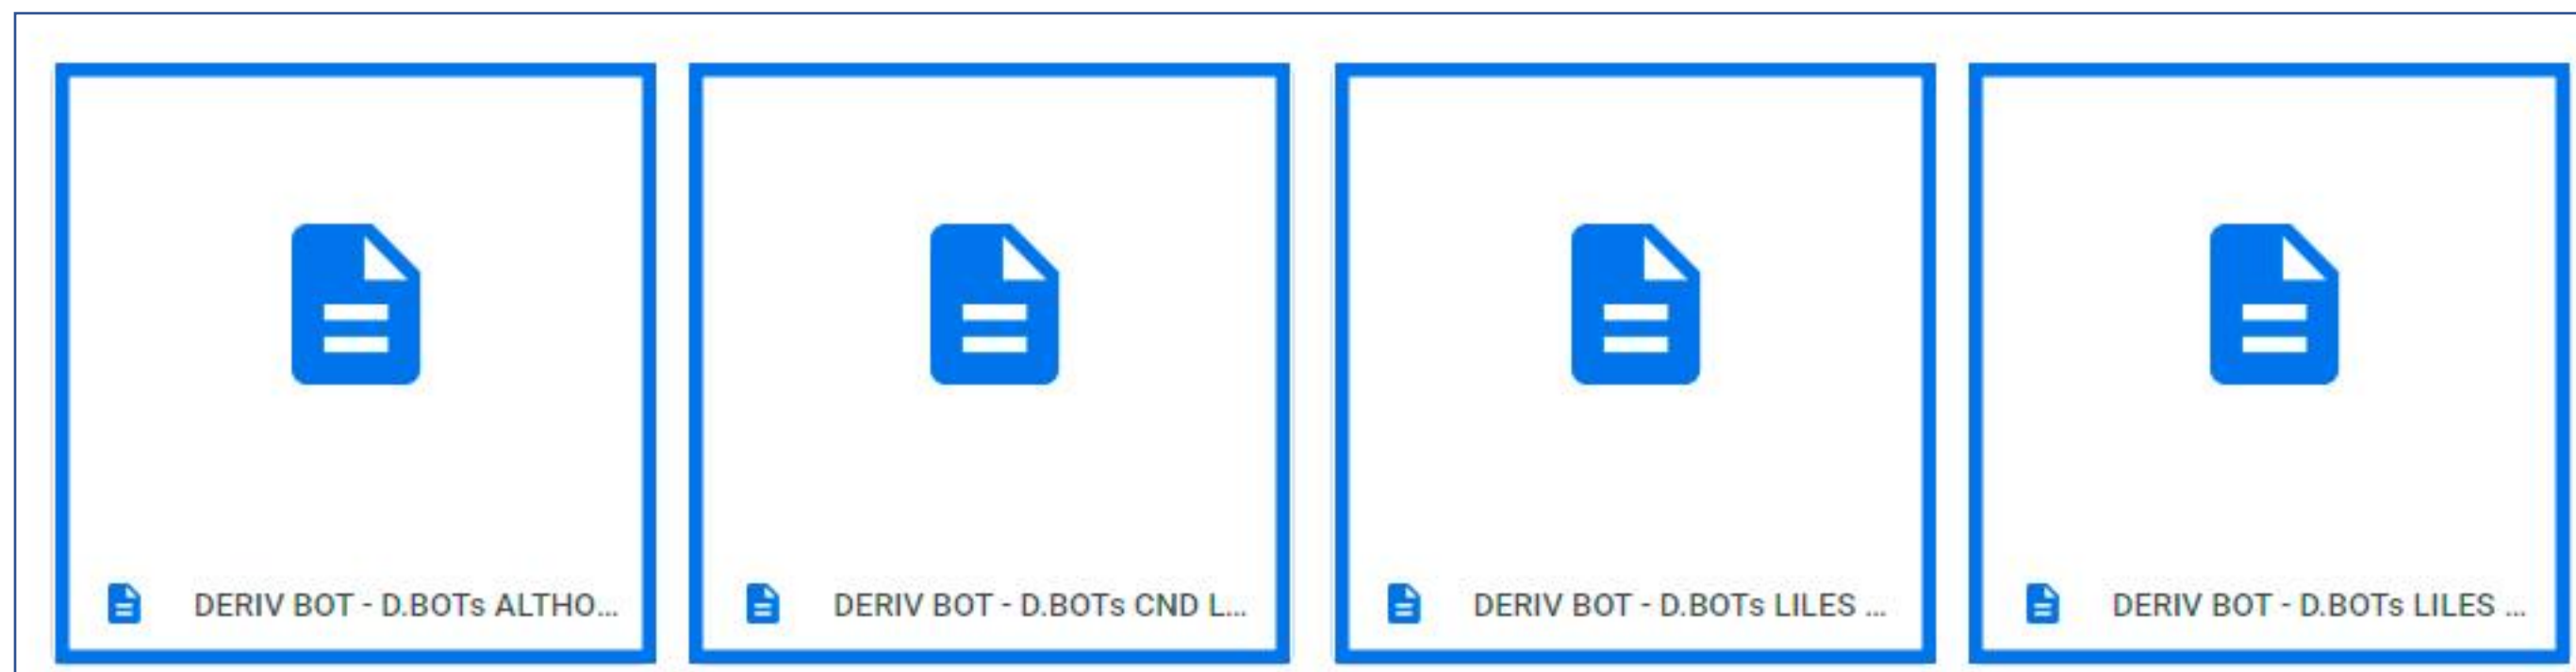 DERIV BOT - D.BOTs ALTHO...
DERIV BOT - D.BOTs CND L...
DERIV BOT - D.BOTs LILES ...
DERIV BOT - D.BOTs LILES ...